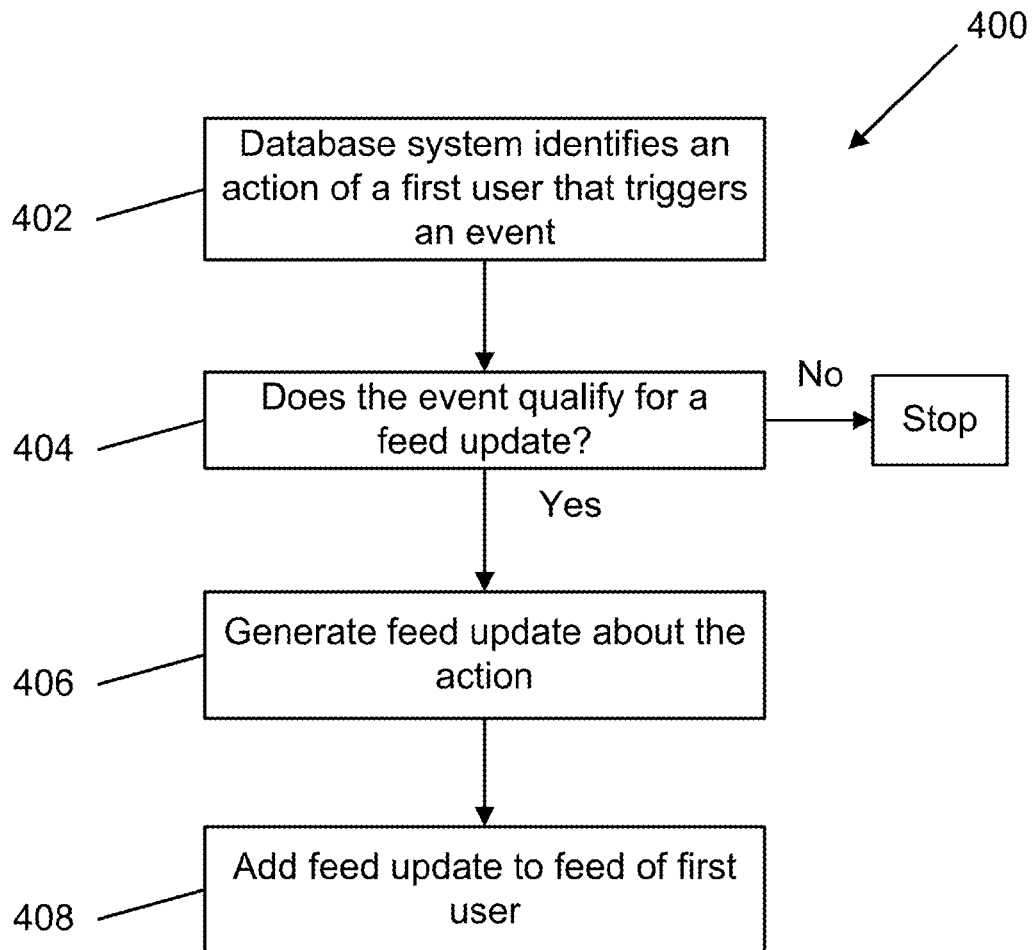 400
Database system identifies an
action of a first user that triggers
an event
402
Does the event qualify for a
feed update?
404
No
Stop
Yes
Generate feed update about the
action
406
Add feed update to feed of first
user
408